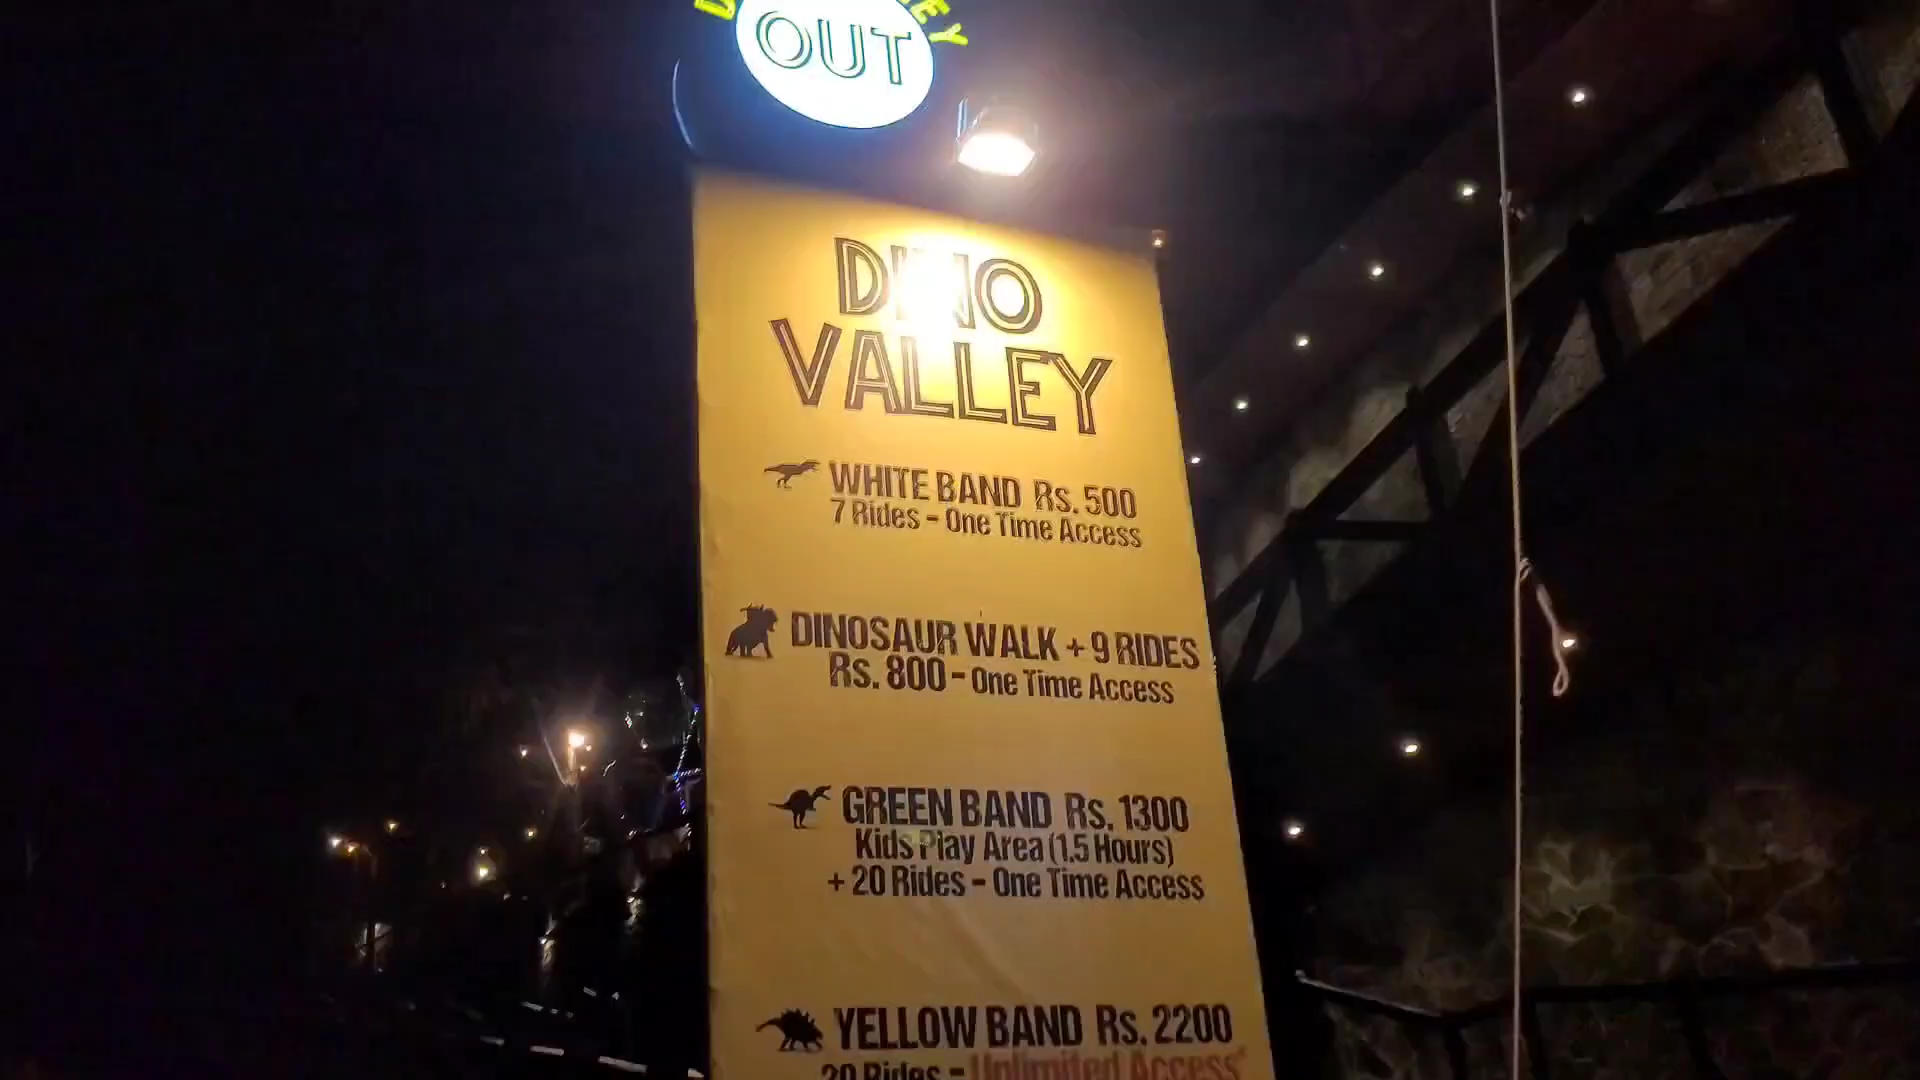 OUT
DINO
VALLEY
WHITE BAND Rs. 500
7 Rides - One Time Access
DINOSAUR WALK + 9 RIDES
Rs. 800 - One Time Access
GREEN BAND Rs. 1300
Kids Play Area (1.5 Hours)
+ 20 Rides - One Time Access
YELLOW BAND Rs. 2200
20 Rides - Unlimited Access*